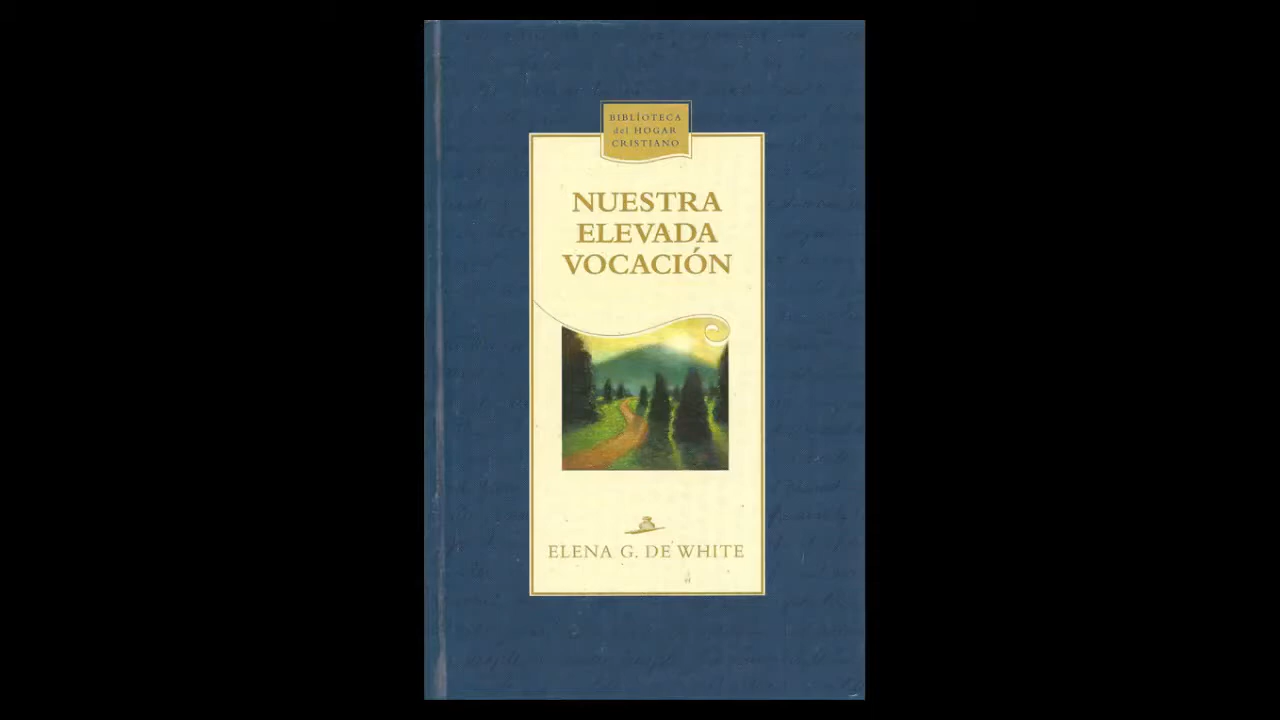 BIBLIOTECA
del HOGAR
CRISTIANO
NUESTRA
ELEVADA
VOCACIÓN
ELENA G. DE WHITE